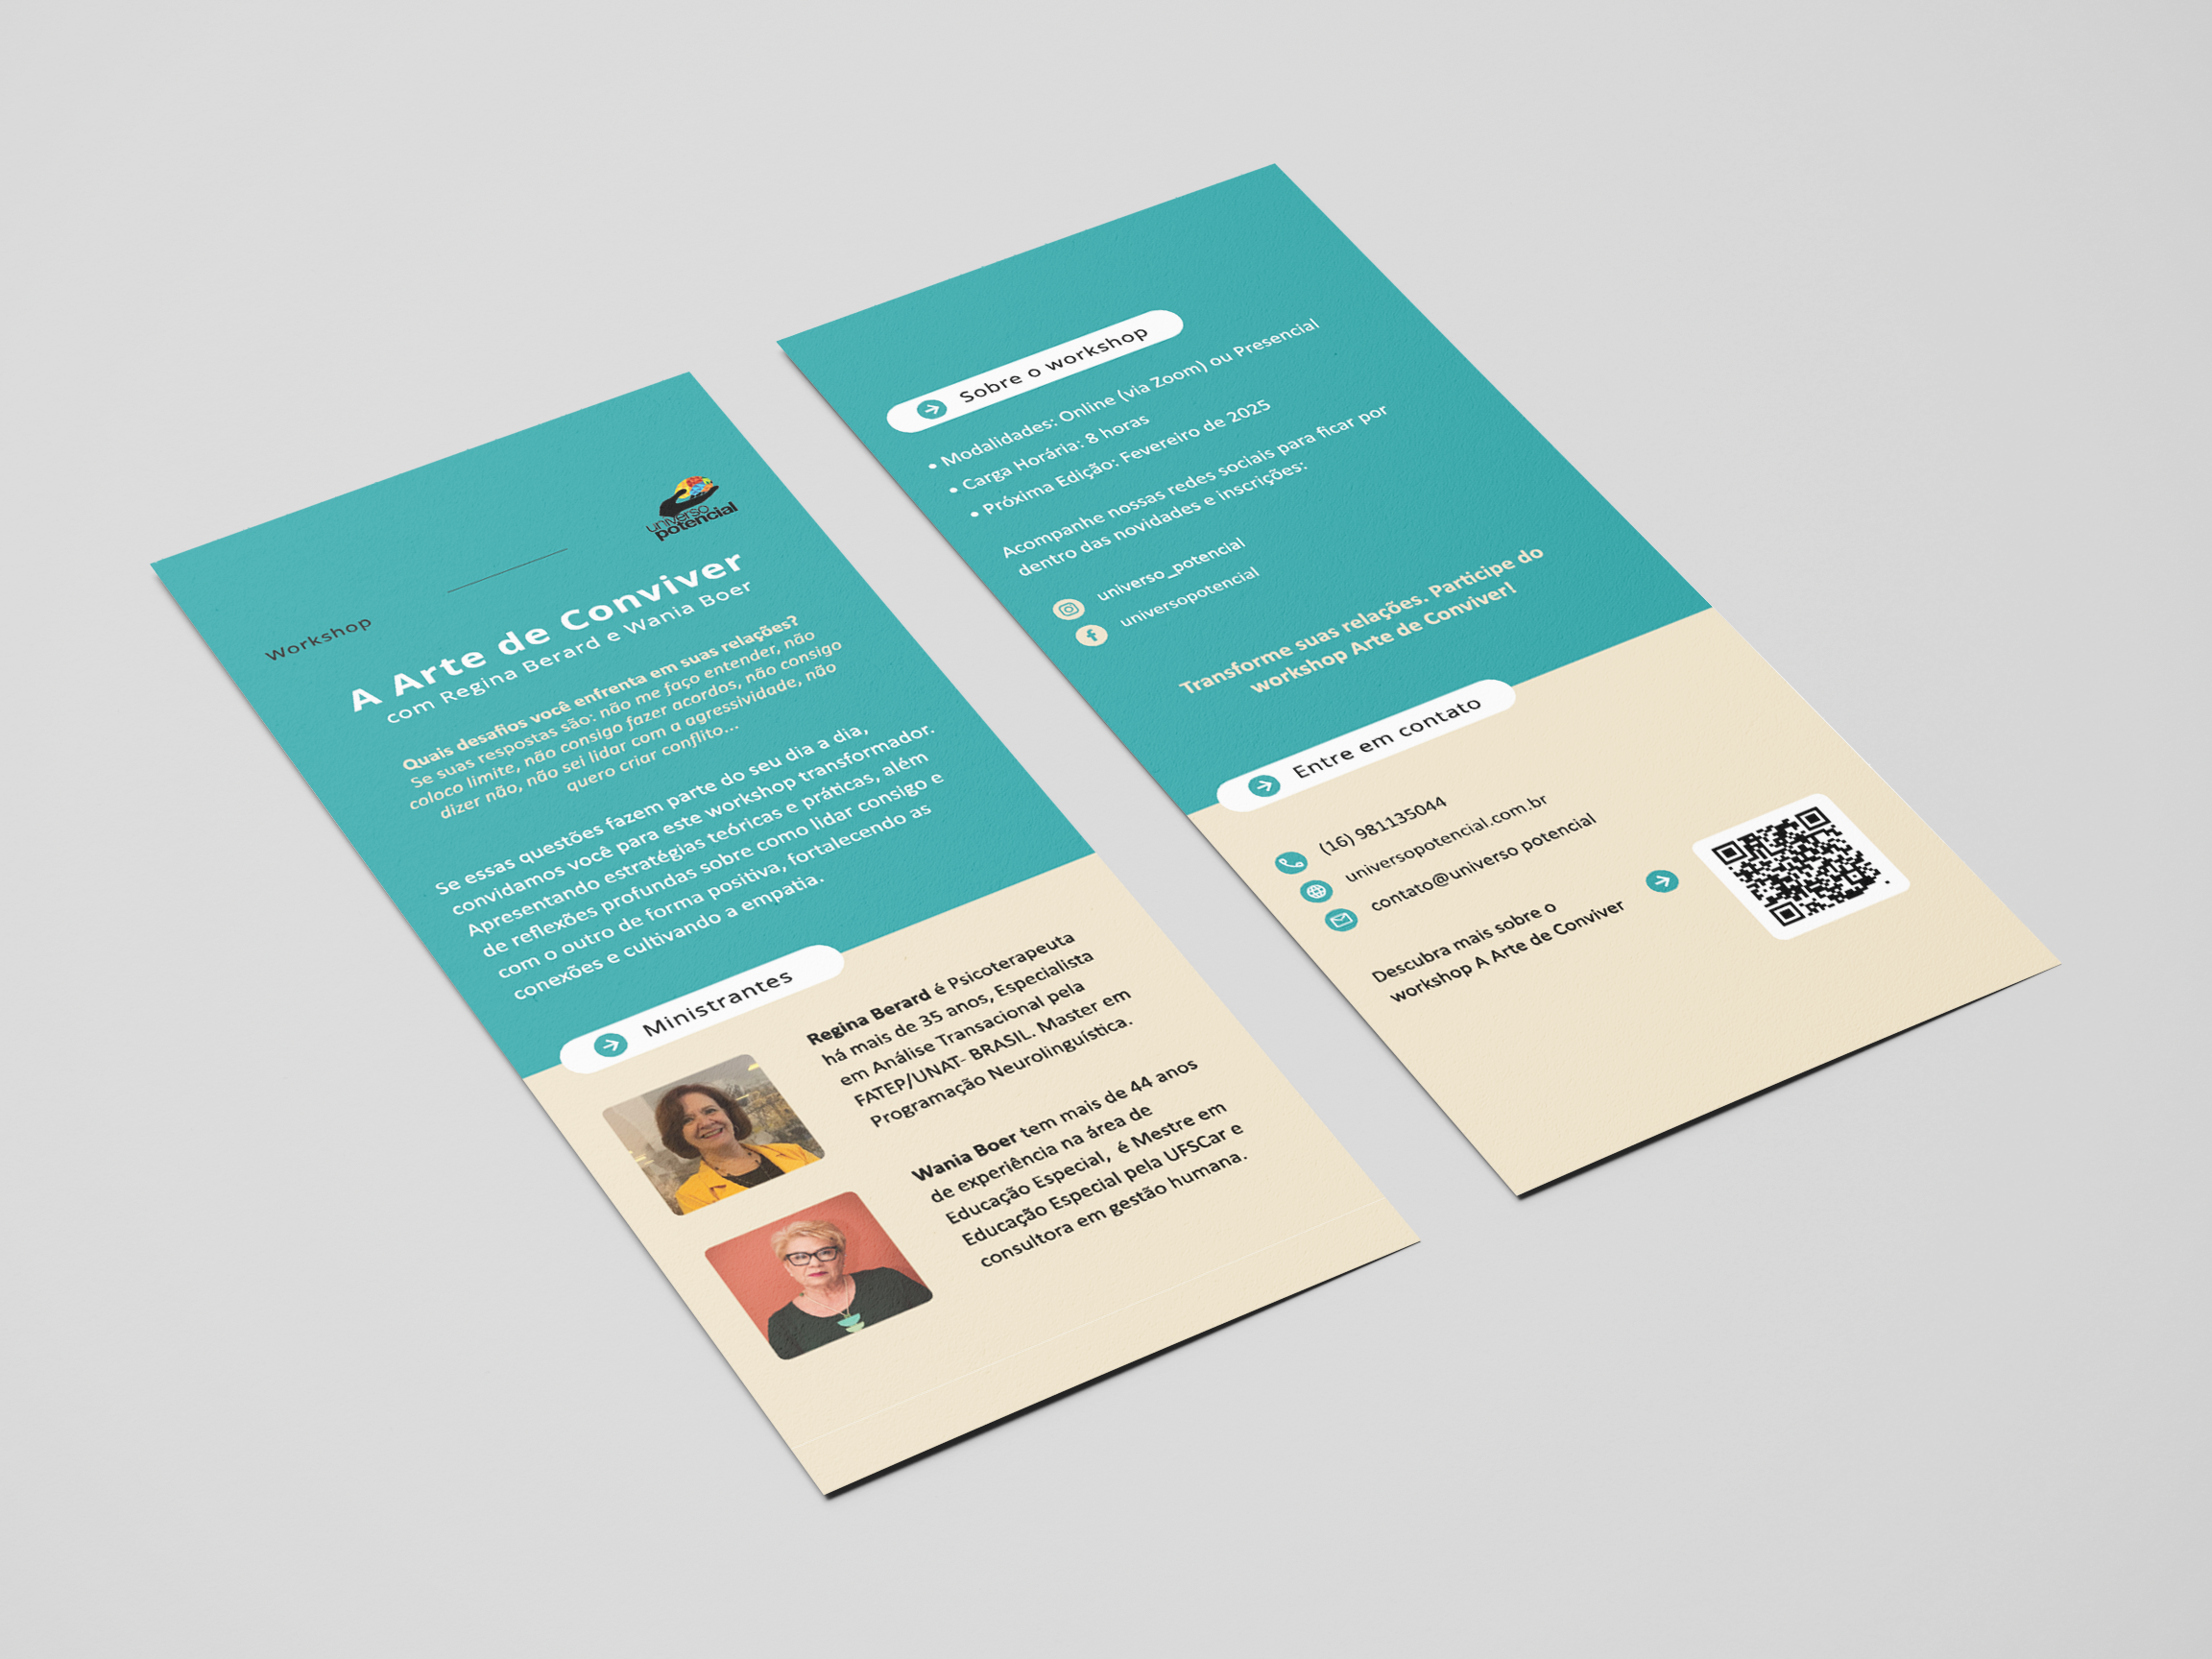 universo
potencial
Workshop
A Arte de Conviver
com Regina Berard e Wania Boer
Quais desafios você enfrenta em suas relações?
Se suas respostas são: não me faço entender, não
coloco limite, não consigo fazer acordos, não consigo
dizer não, não sei lidar com a agressividade, não
quero criar conflito...
Se essas questões fazem parte do seu dia a dia,
convidamos você para este workshop transformador.
Apresentando estratégias teóricas e práticas, além
de reflexões profundas sobre como lidar consigo e
com o outro de forma positiva, fortalecendo as
conexões e cultivando a empatia.
Ministrantes
Regina Berard é Psicoterapeuta
há mais de 35 anos, Especialista
em Análise Transacional pela
FATEP/UNAT- BRASIL. Master em
Programação Neurolinguística.
Wania Boer tem mais de 44 anos
de experiência na área de
Educação Especial, é Mestre em
Educação Especial pela UFSCar e
consultora em gestão humana.
Sobre o workshop
• Modalidades: Online (via Zoom) ou Presencial
• Carga Horária: 8 horas
• Próxima Edição: Fevereiro de 2025
Acompanhe nossas redes sociais para ficar por
dentro das novidades e inscrições:
universo_potencial
universopotencial
Transforme suas relações. Participe do
workshop Arte de Conviver!
Entre em contato
(16) 981135044
universopotencial.com.br
contato@universo potencial
Descubra mais sobre o
workshop A Arte de Conviver